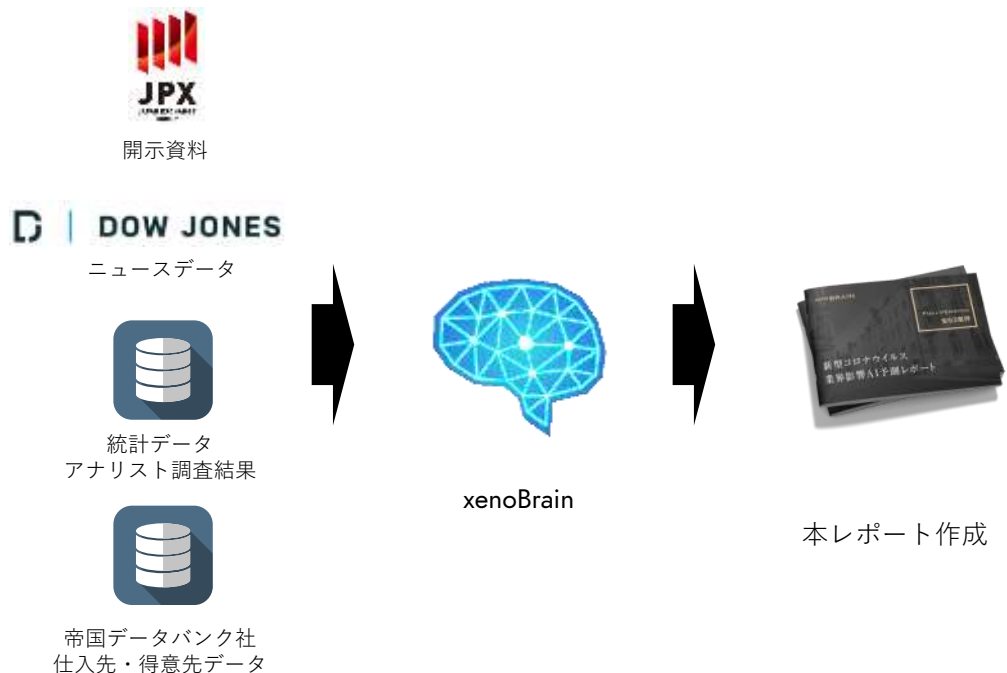 JPX
開示資料
DOW JONES
ニュースデータ
統計データ
アナリスト調査結果
帝国データバンク社
仕入先・得意先データ
xenoBrain
新型コロナウイルス
業界影響AI予測レポート
本レポート作成